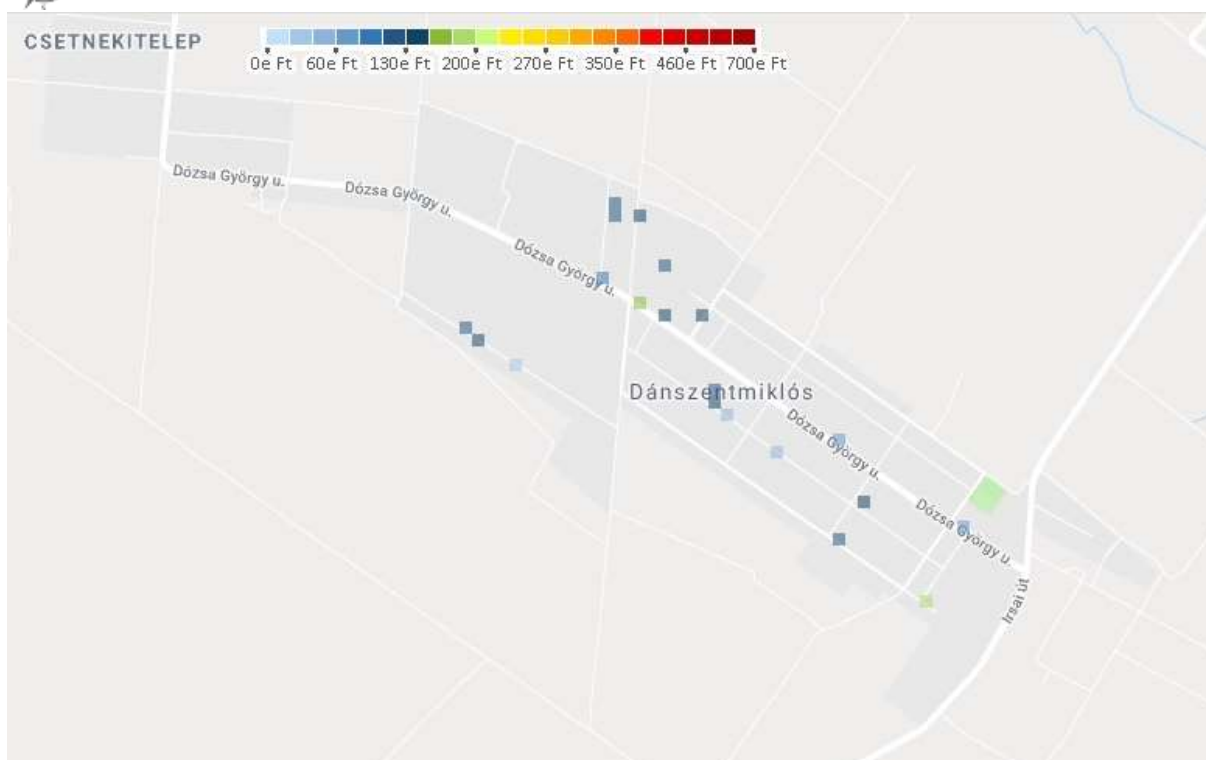 CSETNEKITELEP
0e Ft 60e Ft 130e Ft 200e Ft 270e Ft 350e Ft 460e Ft 700e Ft
Dózsa György u.
Dózsa György u.
Dózsa György u.
Dánszentmiklós
Dózsa György u.
Dózsa György u.
Irsai út